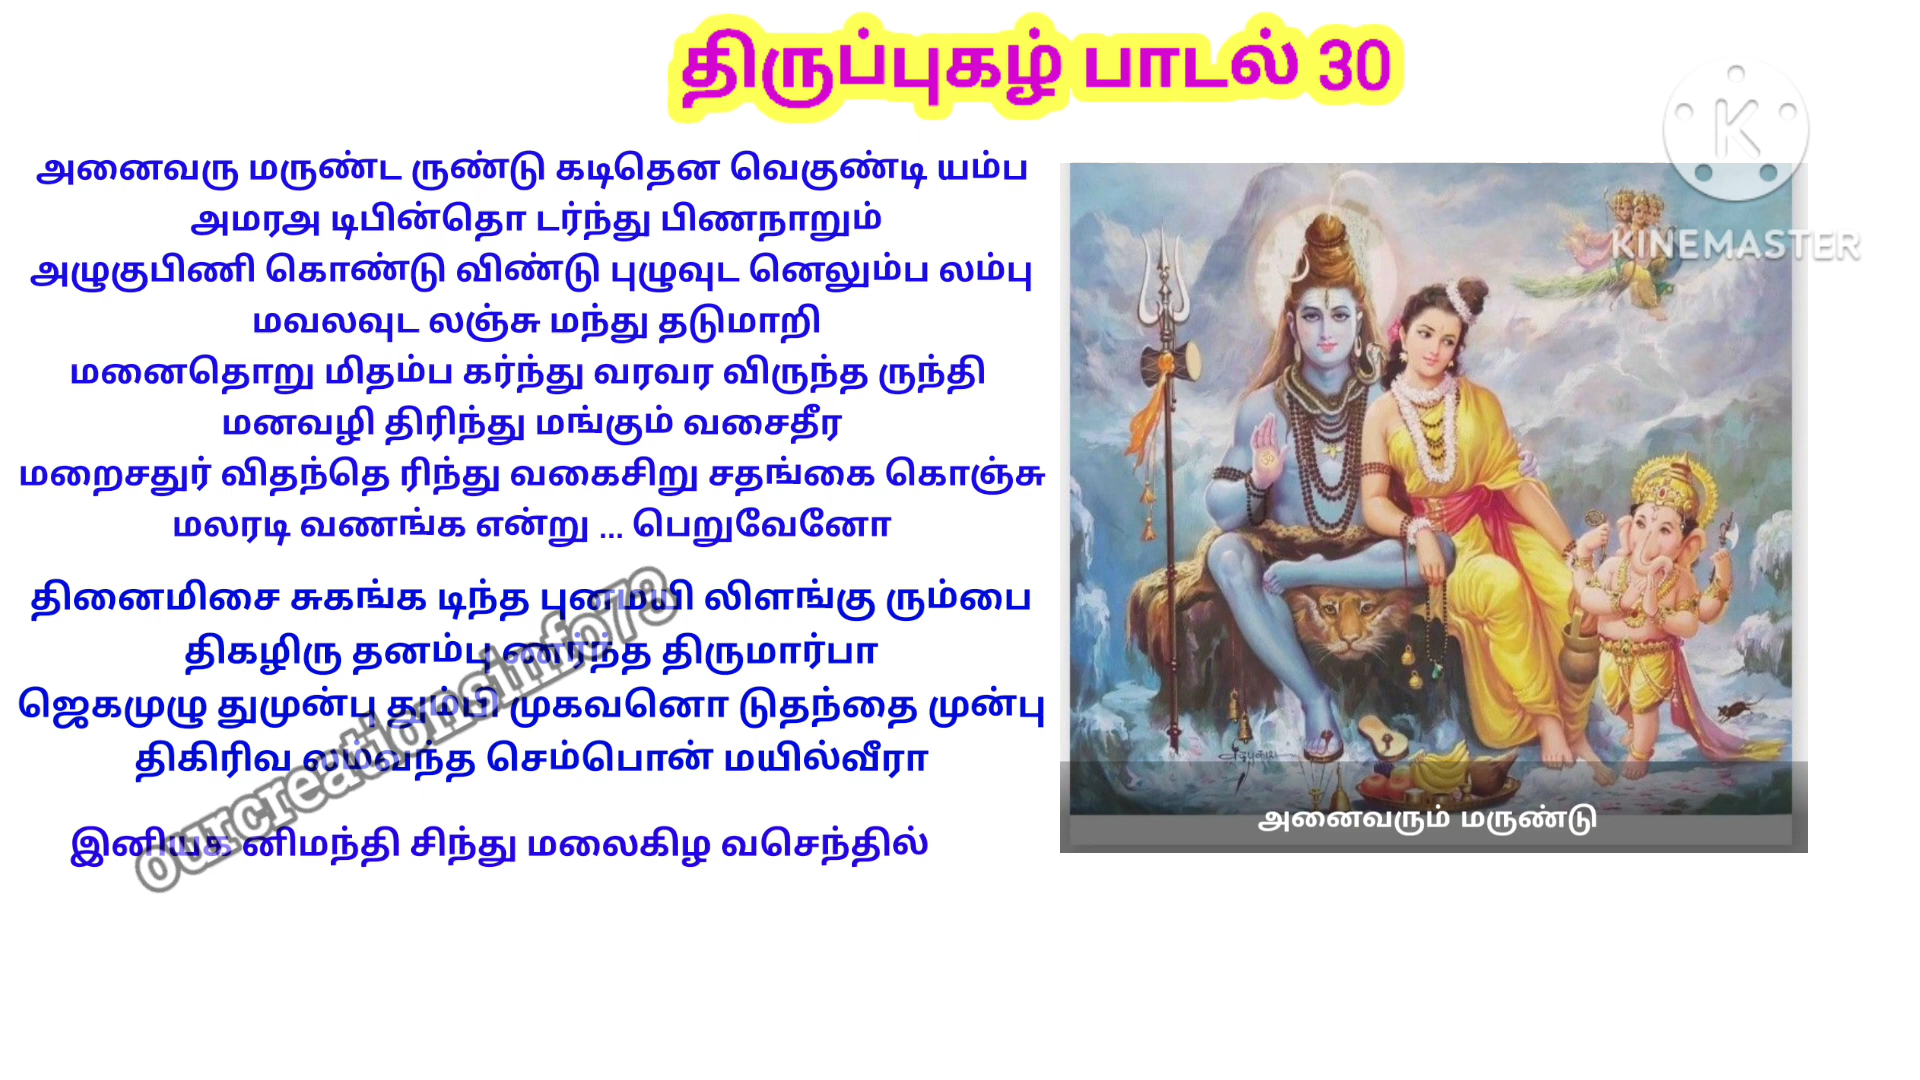 திருப்புகழ் பாடல் 30
அனைவரு மருண்ட ருண்டு கடிதென வெகுண்டி யம்ப
அமரஅ டிபின்தொ டர்ந்து பிணநாறும்
அழுகுபிணி கொண்டு விண்டு புழுவுட னெலும்ப லம்பு
மவலவுட லஞ்சு மந்து தடுமாறி
மனைதொறு மிதம்ப கர்ந்து வரவர விருந்த ருந்தி
மனவழி திரிந்து மங்கும் வசைதீர
மறைசதுர் விதந்தெ ரிந்து வகைசிறு சதங்கை கொஞ்சு
மலரடி வணங்க என்று ... பெறுவேனோ
தினைமிசை சுகங்க டிந்த புனமயி லிளங்கு ரும்பை
திகழிரு தனம்பு ணர்ந்த திருமார்பா
ஜெகமுழு துமுன்பு தும்பி முகவனொ டுதந்தை முன்பு
திகிரிவ லம்வந்த செம்பொன் மயில்வீரா
இனியக னிமந்தி சிந்து மலைகிழ வசெந்தில்
ourcreationsinfo73
K
KINEMASTER
அனைவரும் மருண்டு